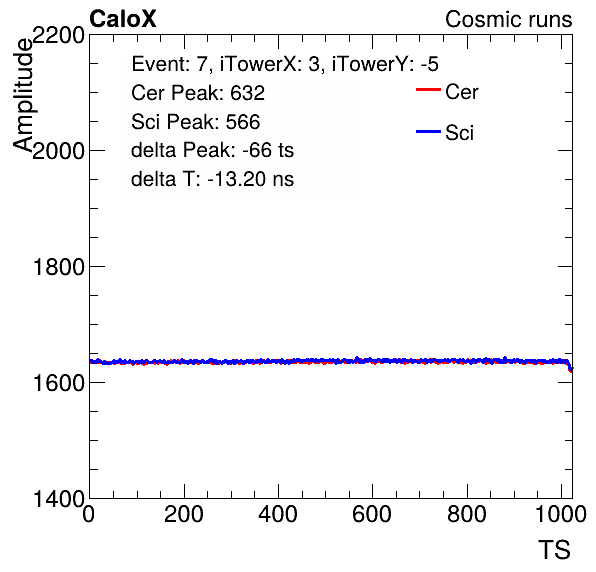 CaloX Cosmic runs
2200
Amplitude
Event: 7, iTowerX: 3, iTowerY: -5
Cer Peak: 632
Cer
Sci Peak: 566
Sci
delta Peak: -66 ts
2000
delta T: -13.20 ns
1800
1600
1400
0 200 400 600 800 1000
TS